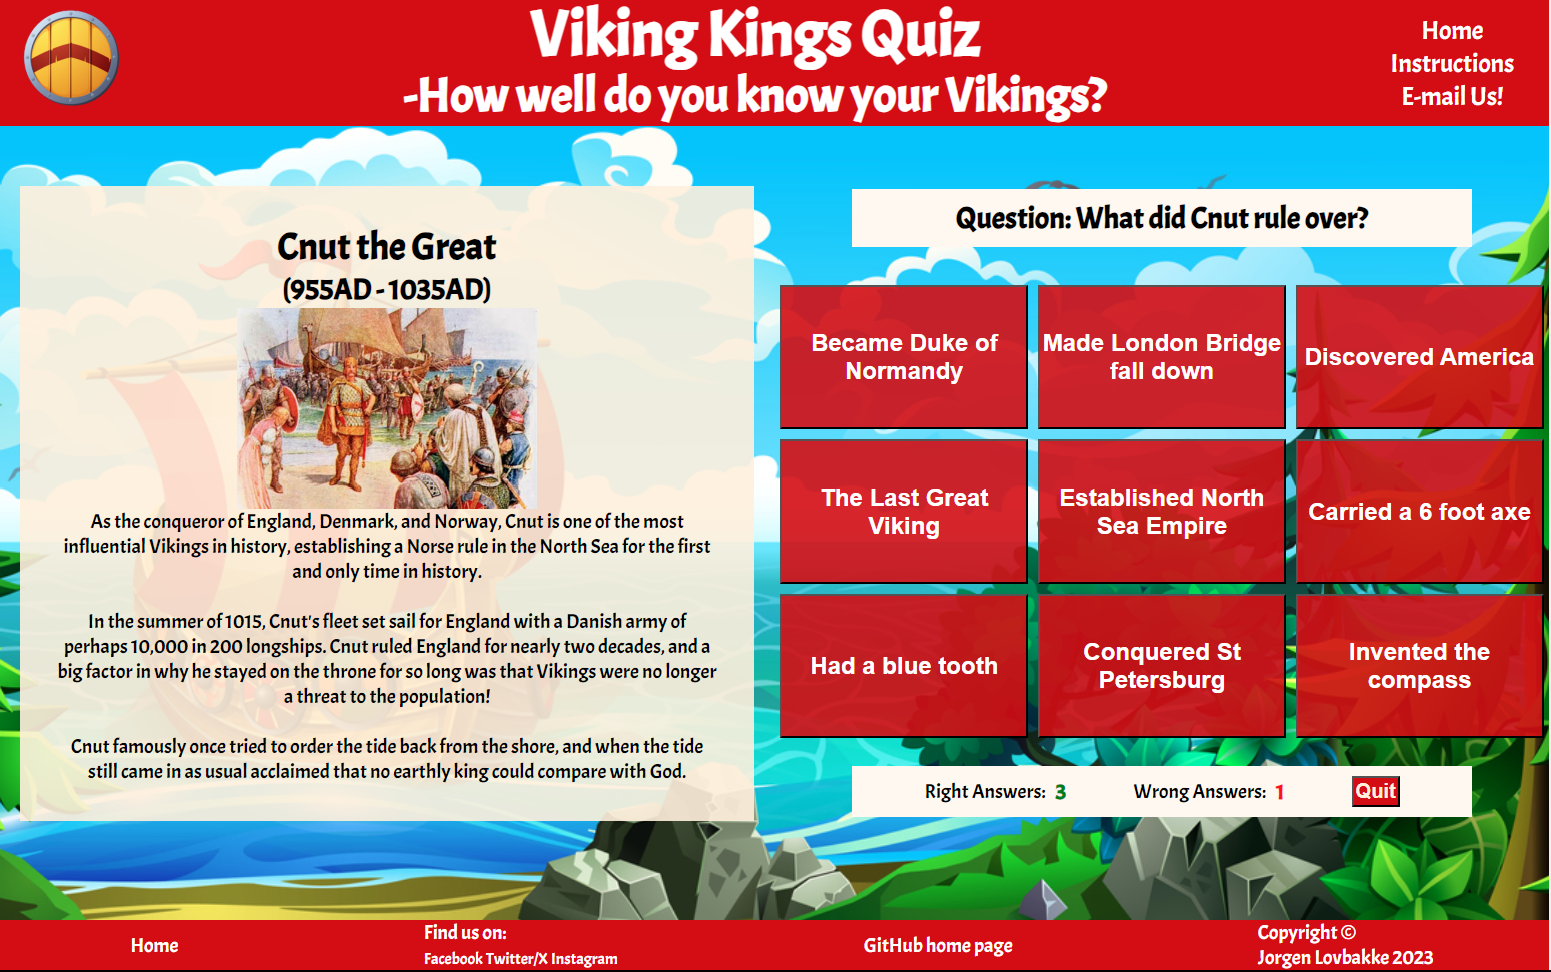 Viking Kings Quiz
-How well do you know your Vikings?
Home
Instructions
E-mail Us!
Cnut the Great
(955AD - 1035AD)
As the conqueror of England, Denmark, and Norway, Cnut is one of the most
influential Vikings in history, establishing a Norse rule in the North Sea for the first
and only time in history.
In the summer of 1015, Cnut's fleet set sail for England with a Danish army of
perhaps 10,000 in 200 longships. Cnut ruled England for nearly two decades, and a
big factor in why he stayed on the throne for so long was that Vikings were no longer
a threat to the population!
Cnut famously once tried to order the tide back from the shore, and when the tide
still came in as usual acclaimed that no earthly king could compare with God.
Question: What did Cnut rule over?
Became Duke of
Normandy
Made London Bridge
fall down
Discovered America
The Last Great
Viking
Established North
Sea Empire
Carried a 6 foot axe
Had a blue tooth
Conquered St
Petersburg
Invented the
compass
Right Answers: 3
Wrong Answers: 1
Quit
Home
Find us on:
Facebook Twitter/X Instagram
GitHub home page
Copyright ©
Jorgen Lovbakke 2023